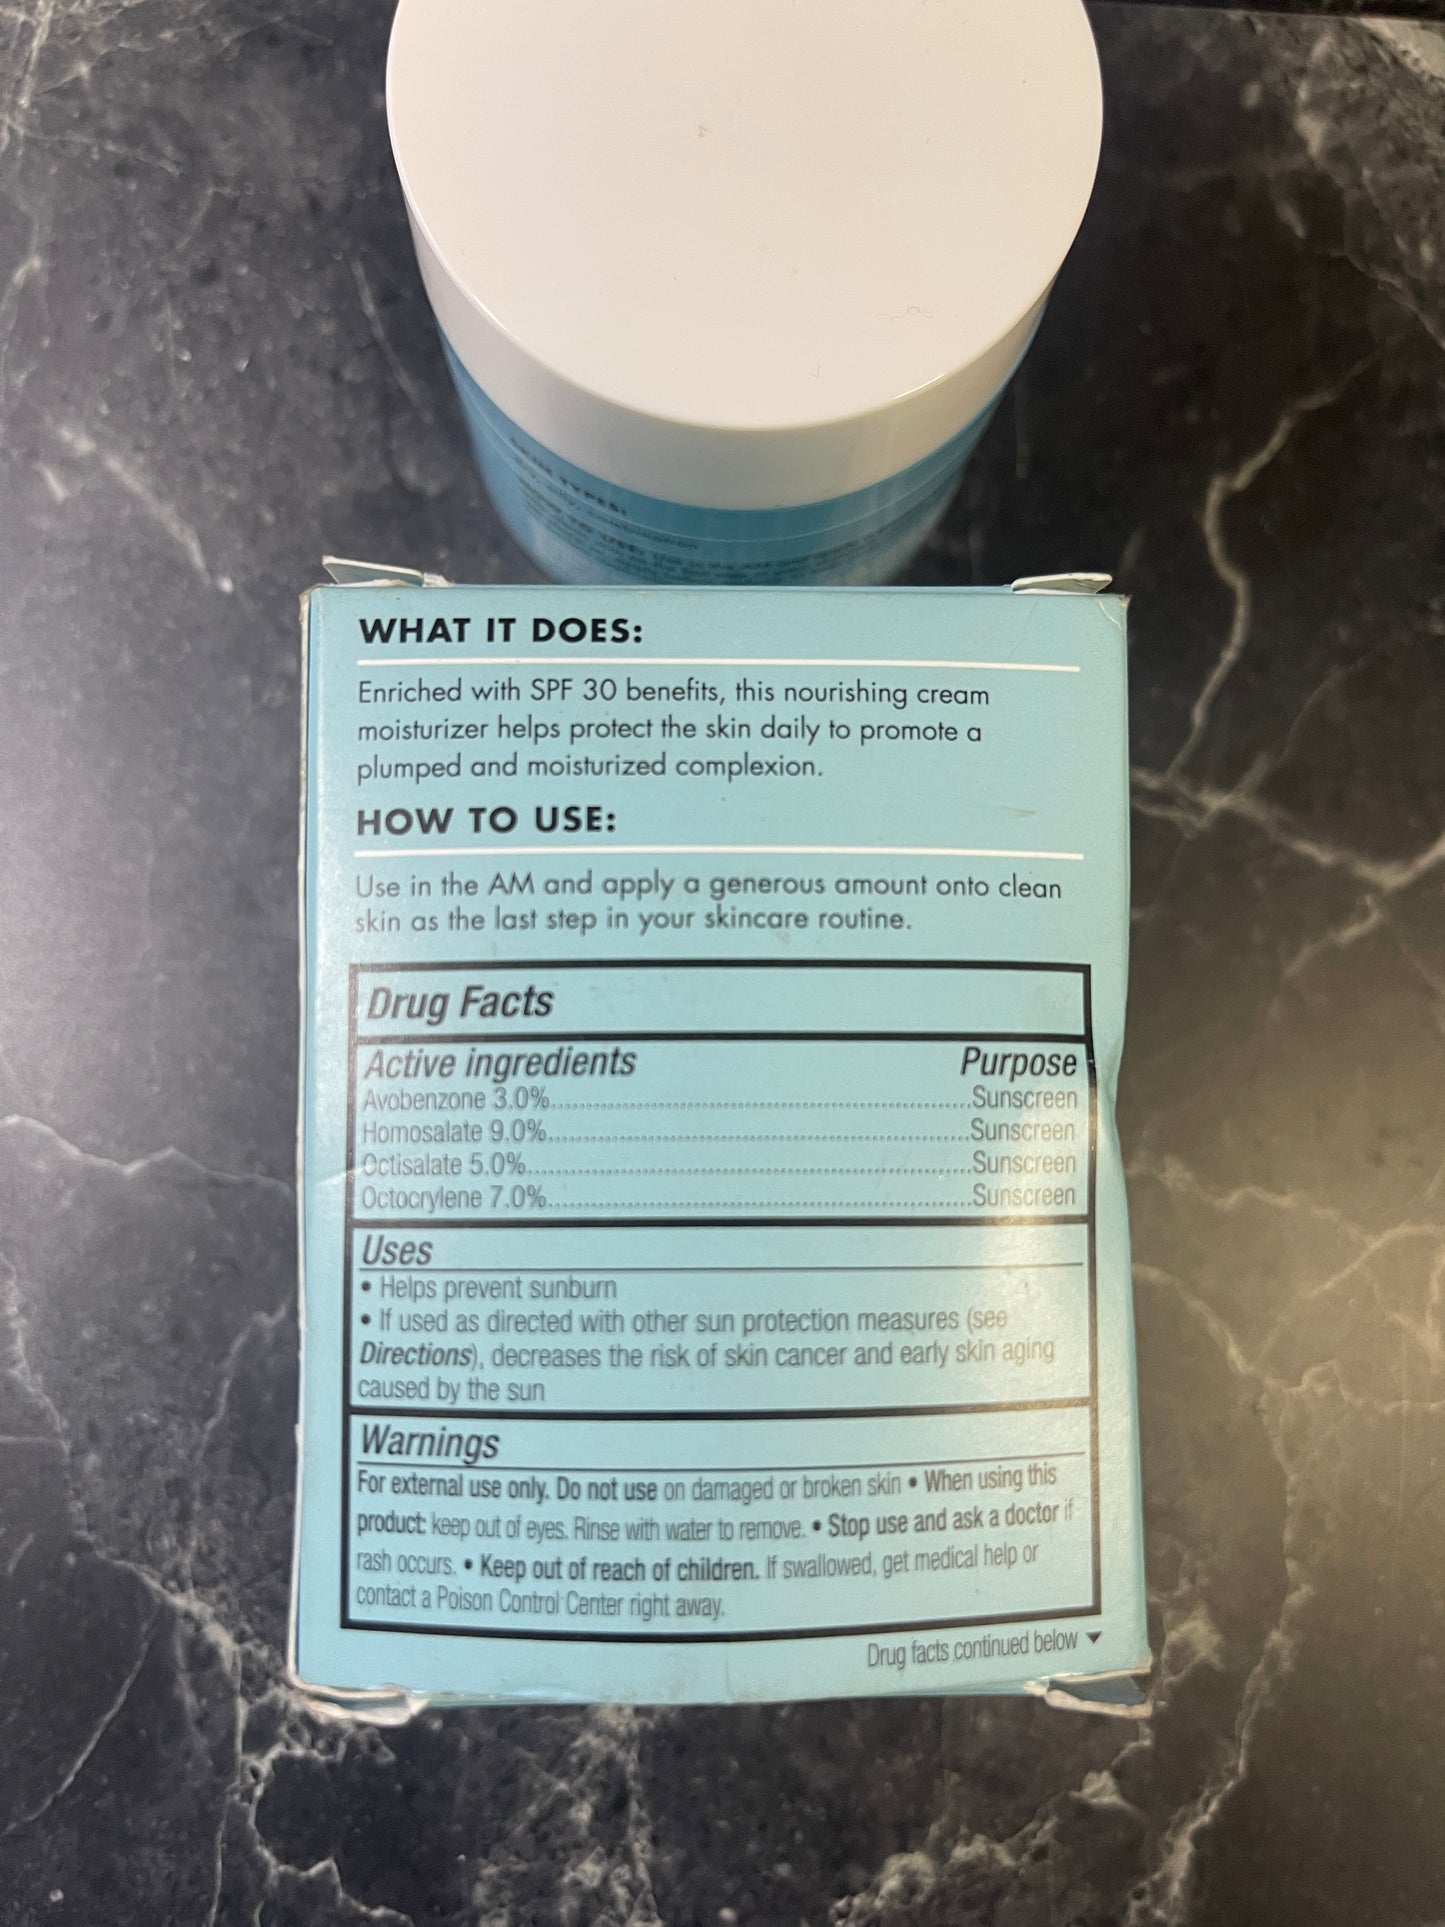 SKIN TYPES:
HOW TO USE:
WHAT IT DOES:
Enriched with SPF 30 benefits, this nourishing cream
moisturizer helps protect the skin daily to promote a
plumped and moisturized complexion.
HOW TO USE:
Use in the AM and apply a generous amount onto clean
skin as the last step in your skincare routine.
Drug Facts
Active ingredients Purpose
Avobenzone 3.0%..........Sunscreen
Homosalate 9.0%..........Sunscreen
Octisalate 5.0%..........Sunscreen
Octocrylene 7.0%..........Sunscreen
Uses
• Helps prevent sunburn
• If used as directed with other sun protection measures (see
Directions), decreases the risk of skin cancer and early skin aging
caused by the sun
Warnings
For external use only. Do not use on damaged or broken skin • When using this
product: keep out of eyes. Rinse with water to remove. • Stop use and ask a doctor if
rash occurs. • Keep out of reach of children. If swallowed, get medical help or
contact a Poison Control Center right away.
Drug facts continued below ▼